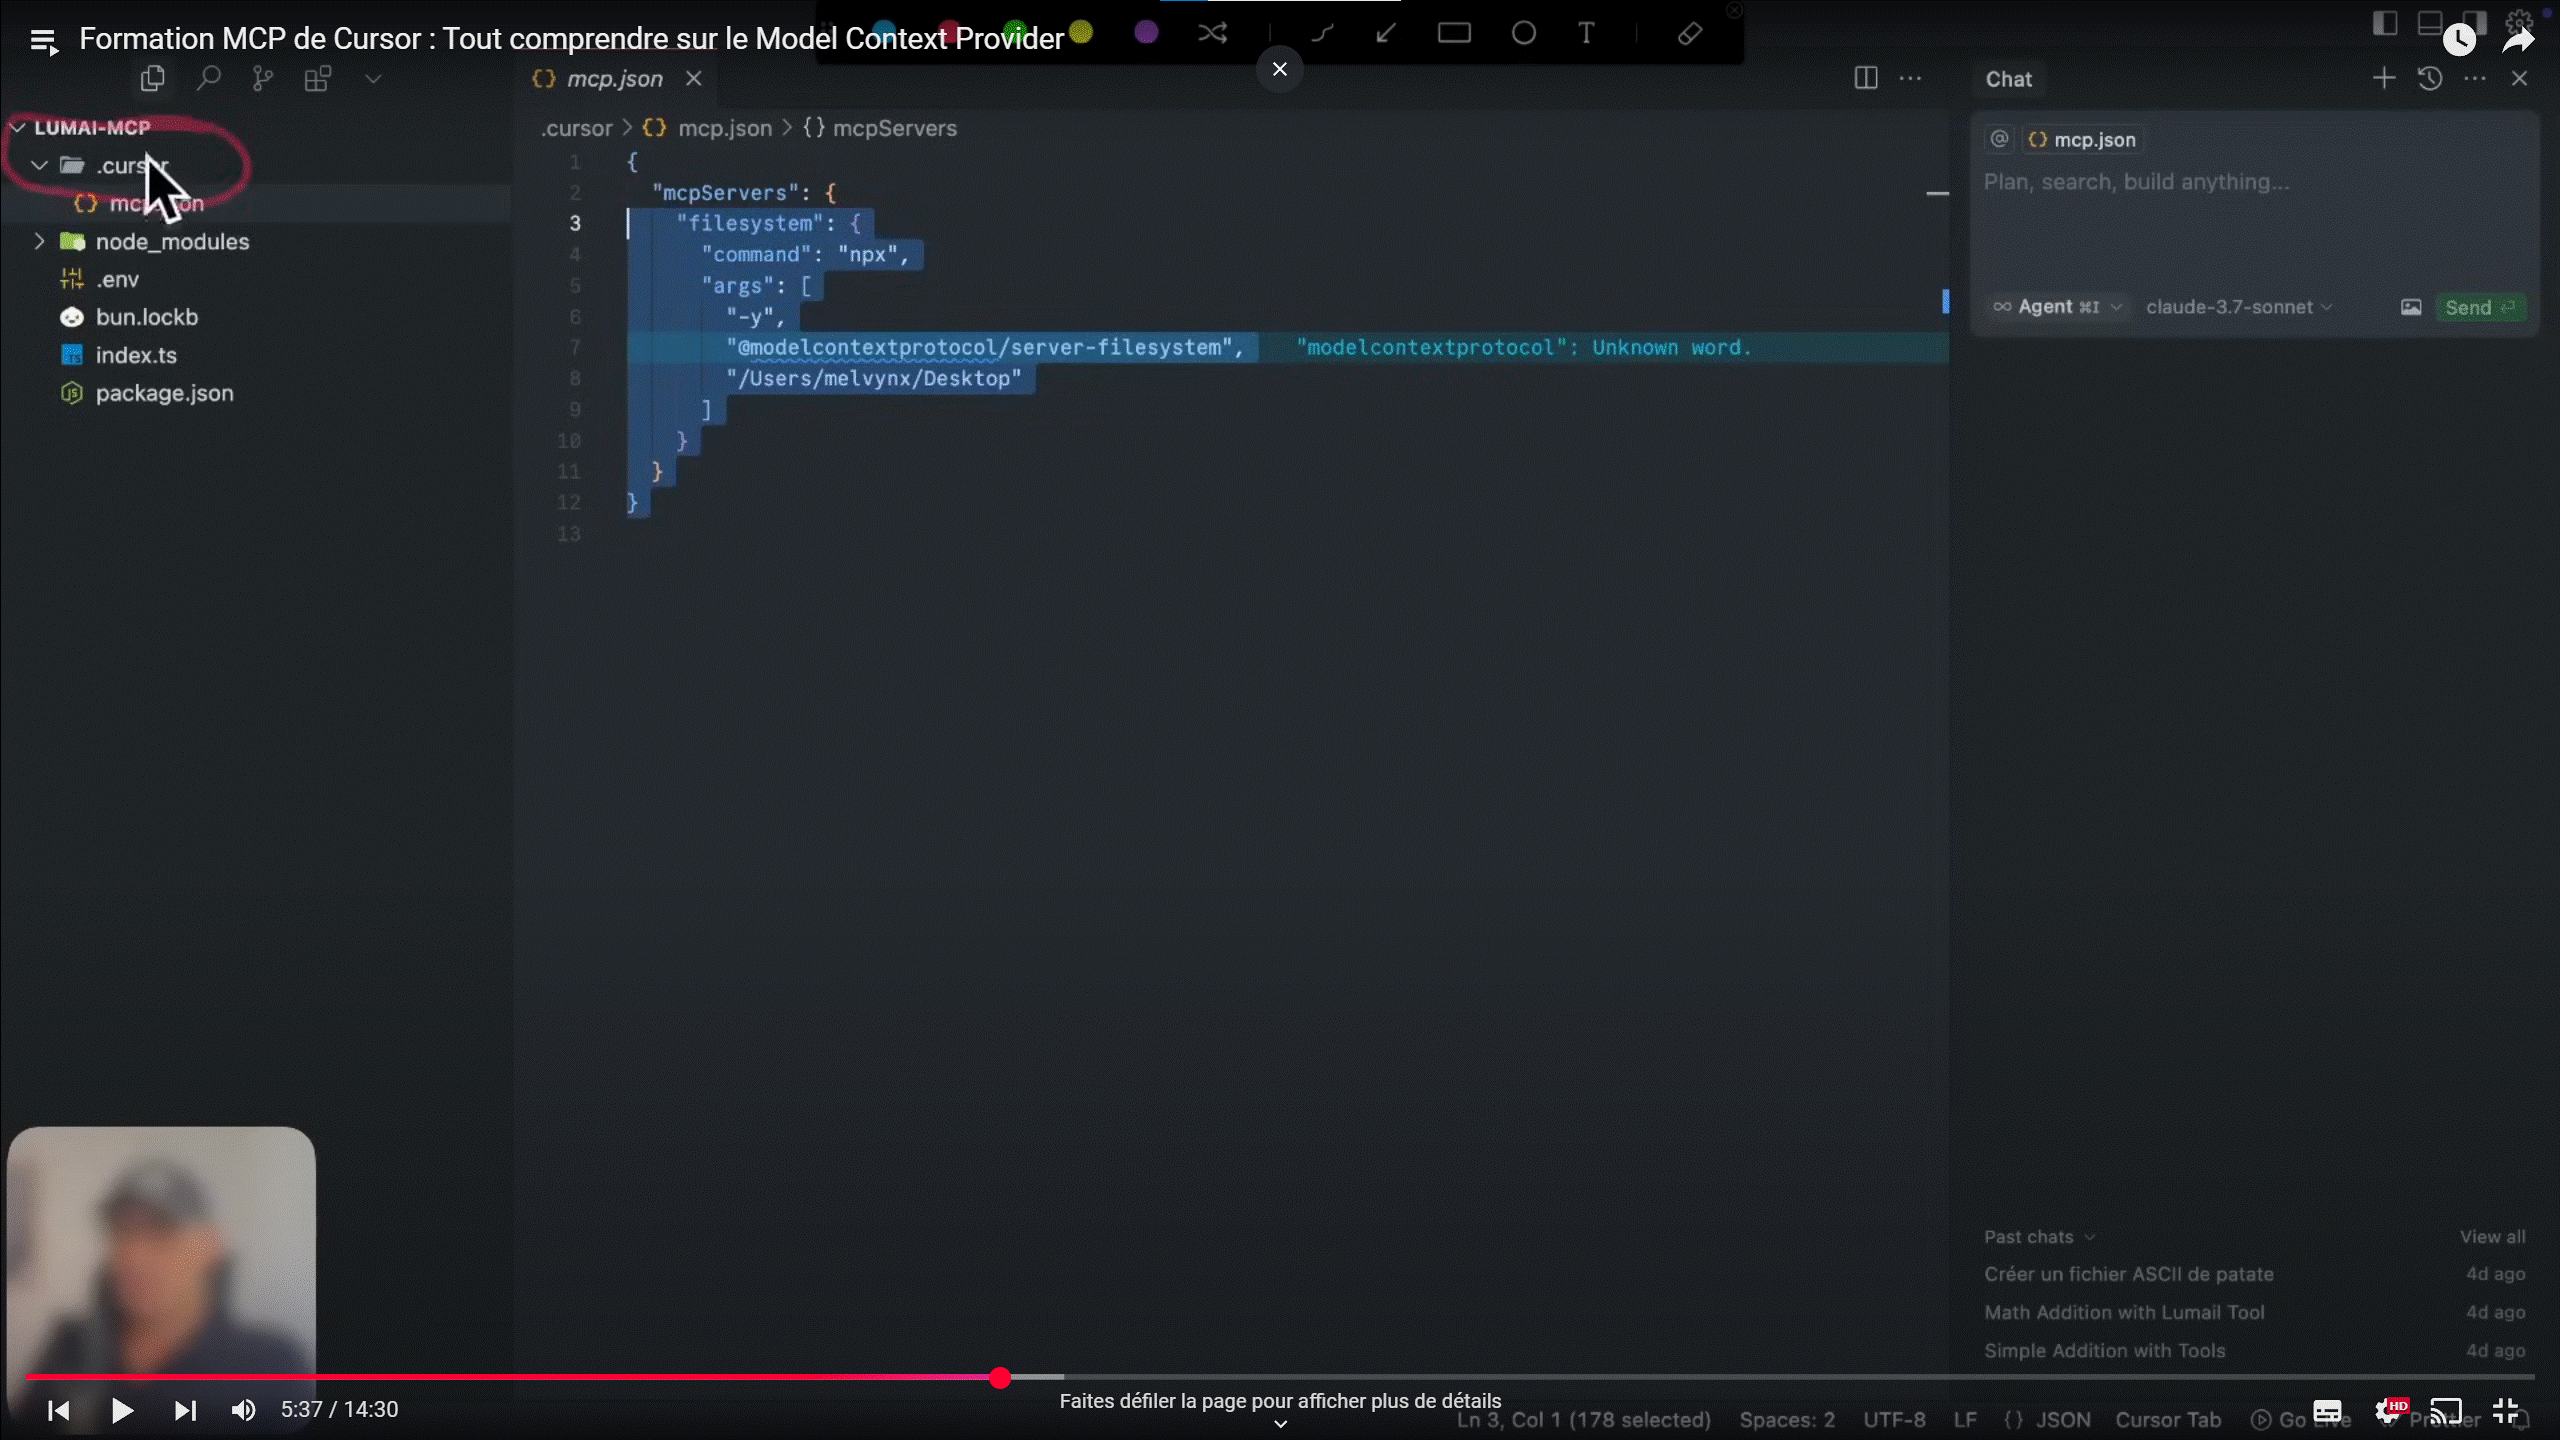 Formation MCP de Cursor : Tout comprendre sur le Model Context Provider
mcp.json
Chat
LUMAI-MCP
.cursor
node_modules
.env
bun.lockb
index.ts
package.json
.cursor > {} mcp.json > {} mcpServers
1 {
2 "mcpServers": {
3 "filesystem": {
4 "command": "npx",
5 "args": [
6 "-y",
7 "@modelcontextprotocol/server-filesystem", "modelcontextprotocol": Unknown word.
8 "/Users/melvynx/Desktop"
9 ]
10 }
11 }
12 }
13
@ {} mcp.json
Plan, search, build anything...
∞ Agent ⌘I claude-3.7-sonnet Send
Past chats View all
Créer un fichier ASCII de patate 4d ago
Math Addition with Lumail Tool 4d ago
Simple Addition with Tools 4d ago
5:37 / 14:30
Faites défiler la page pour afficher plus de détails
HD
Ln 3, Col 1 (178 selected) Spaces: 2 UTF-8 LF {} JSON Cursor Tab Go